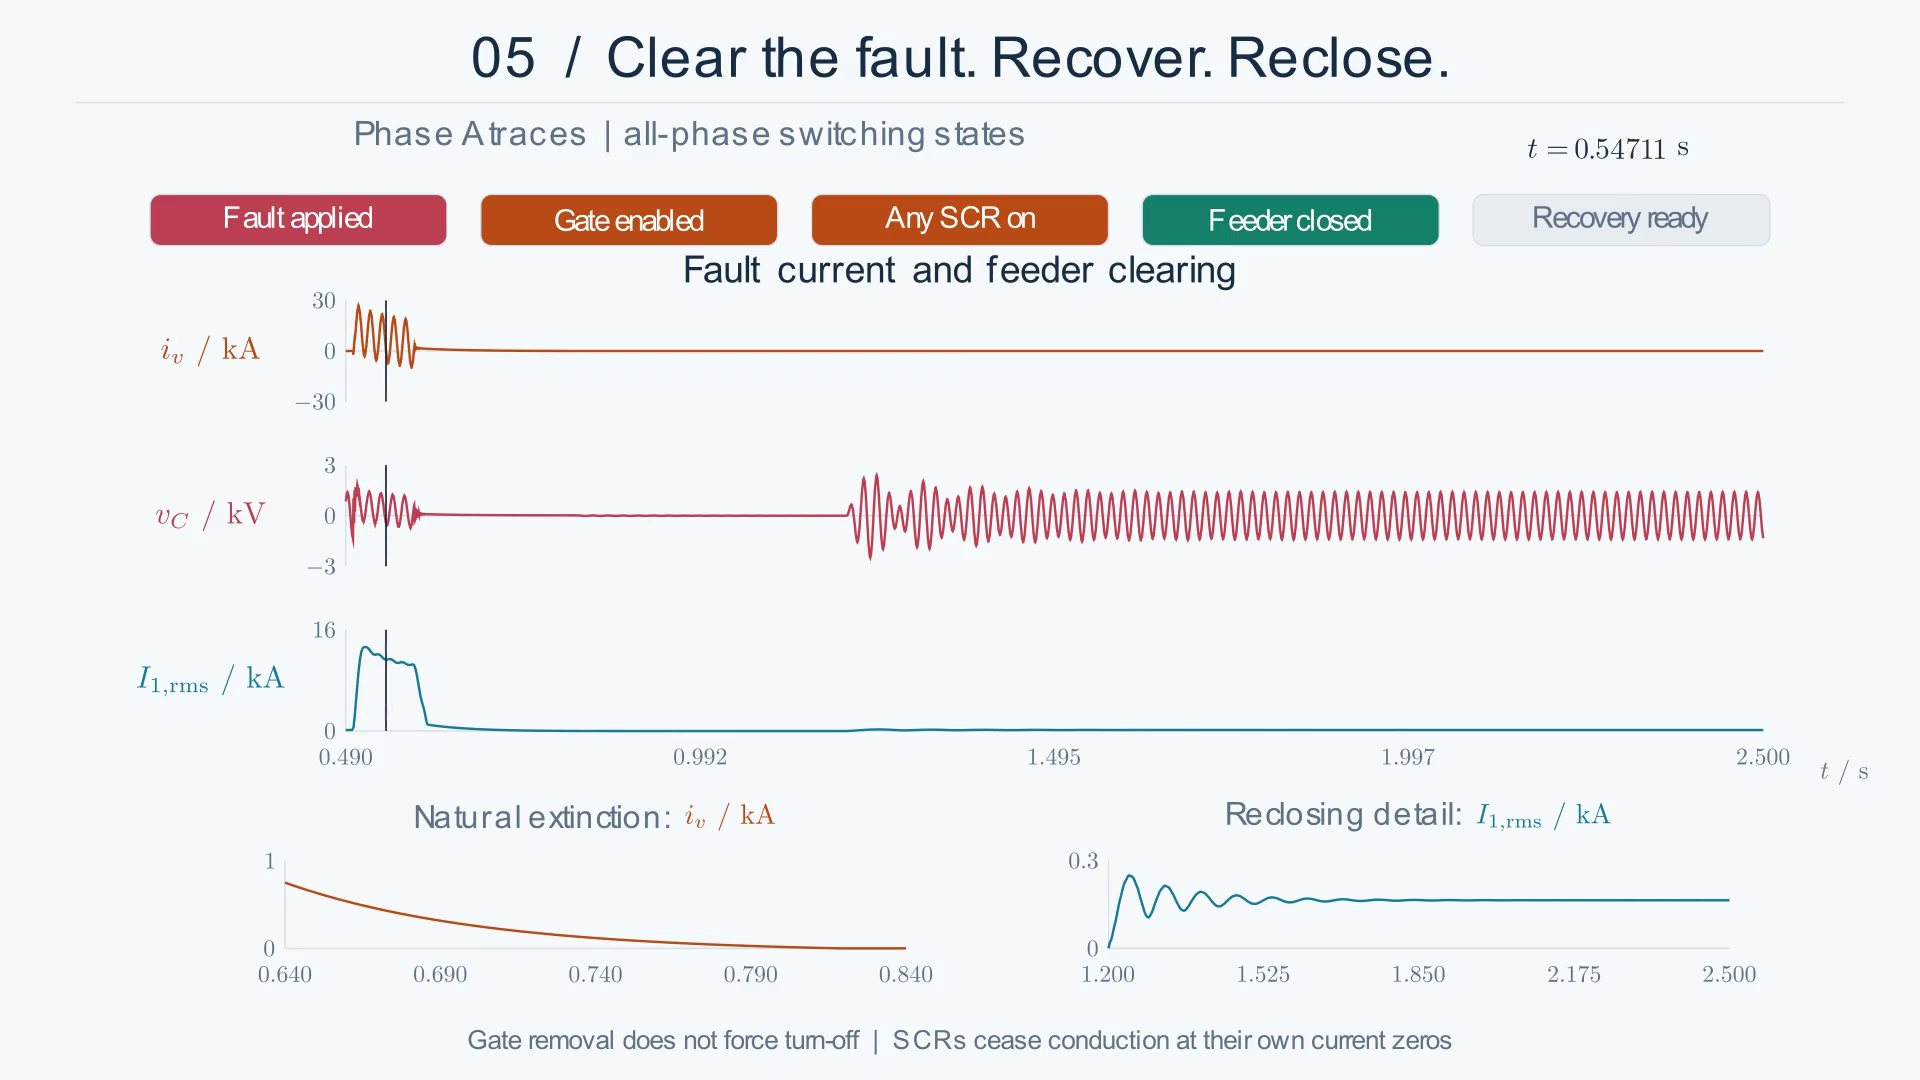 05 / Clear the fault. Recover. Reclose.
Phase A traces | all-phase switching states
t = 0.54711 s
Fault applied
Gate enabled
Any SCR on
Feeder closed
Recovery ready
Fault current and feeder clearing
30
i_v / kA
0
−30
3
v_C / kV
0
−3
16
I_{1,rms} / kA
0
0.490 0.992 1.495 1.997 2.500
t / s
Natural extinction: i_v / kA
1
0
0.640 0.690 0.740 0.790 0.840
Reclosing detail: I_{1,rms} / kA
0.3
0
1.200 1.525 1.850 2.175 2.500
Gate removal does not force turn-off | SCRs cease conduction at their own current zeros